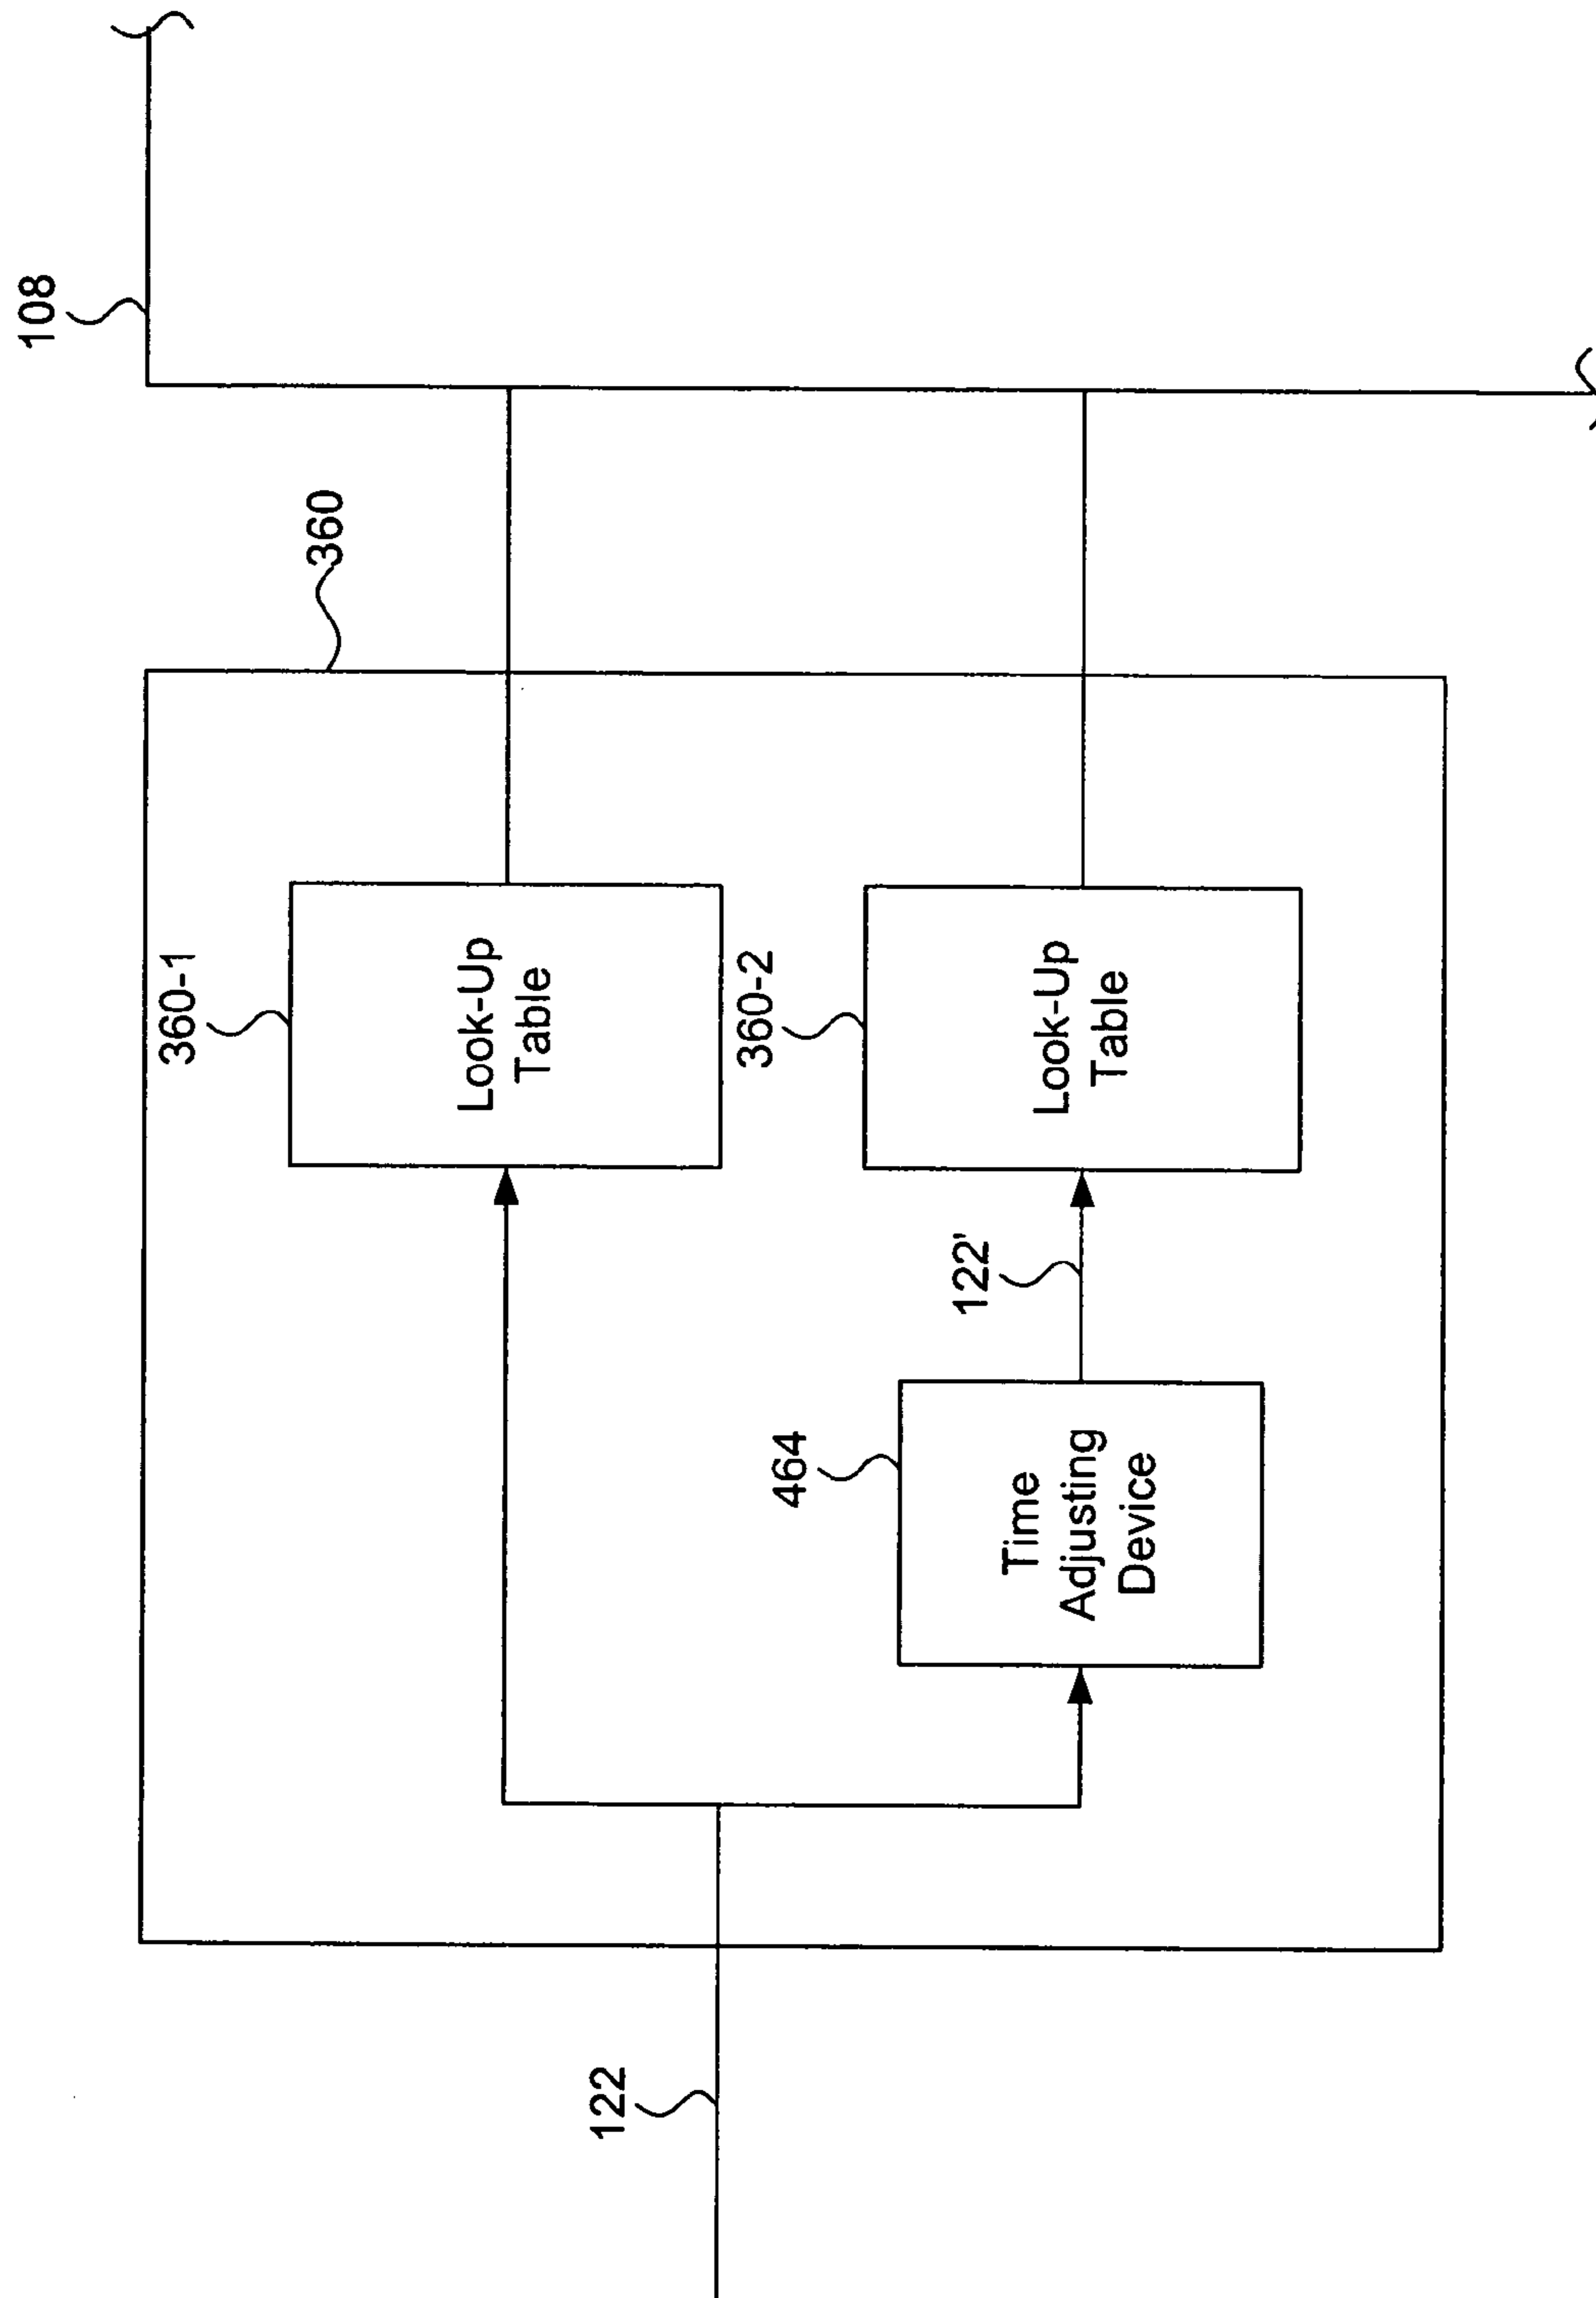 108
360
360-1
Look-Up
Table
360-2
Look-Up
Table
122'
464
Time
Adjusting
Device
122